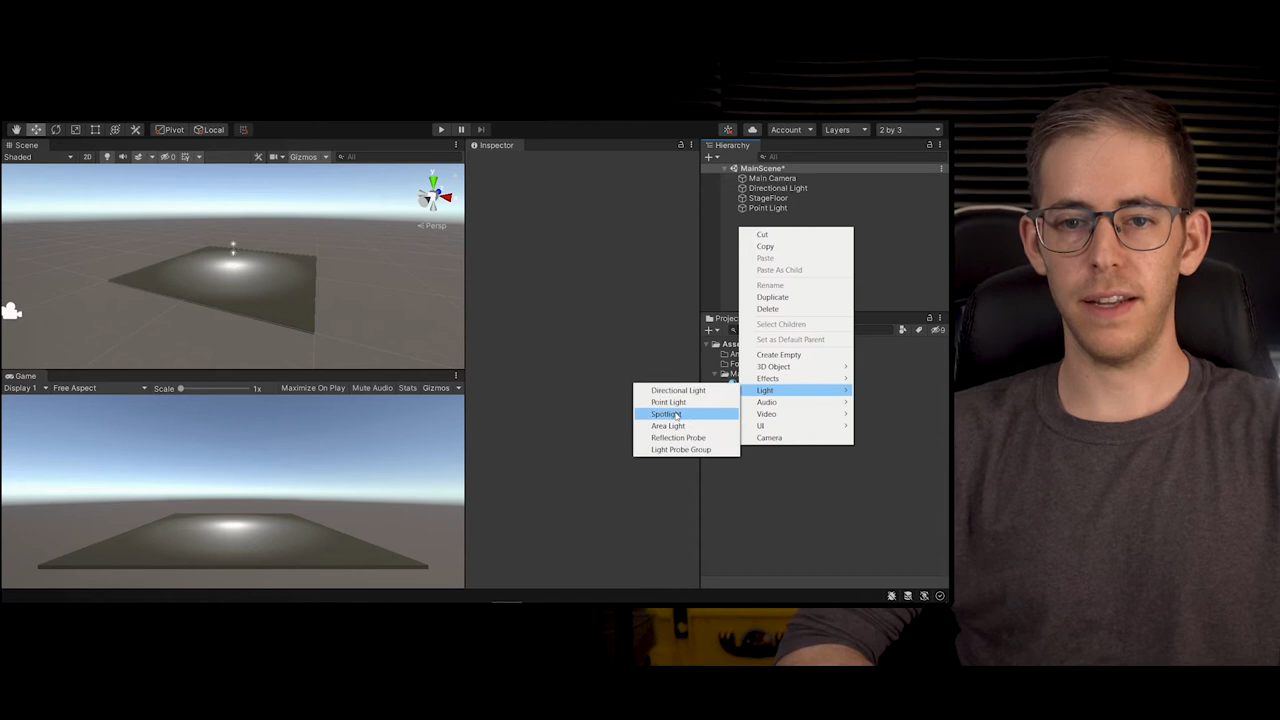 Pivot
Local
Account
Layers
2 by 3
Scene
Inspector
Hierarchy
Shaded
2D
0
Gizmos
All
All
MainScene*
Main Camera
Directional Light
StageFloor
Point Light
y
Persp
Cut
Copy
Paste
Paste As Child
Rename
Duplicate
Delete
Select Children
Set as Default Parent
Create Empty
3D Object
Effects
Light
Audio
Video
UI
Camera
9
Directional Light
Point Light
Spotlight
Area Light
Reflection Probe
Light Probe Group
Game
Display 1
Free Aspect
Scale
1x
Maximize On Play
Mute Audio
Stats
Gizmos